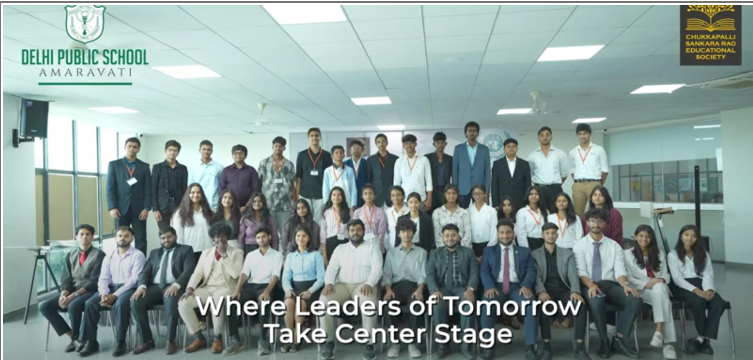 DELHI PUBLIC SCHOOL
AMARAVATI
CHUKKAPALLI
SANKARA RAO
EDUCATIONAL
SOCIETY
Where Leaders of Tomorrow
Take Center Stage